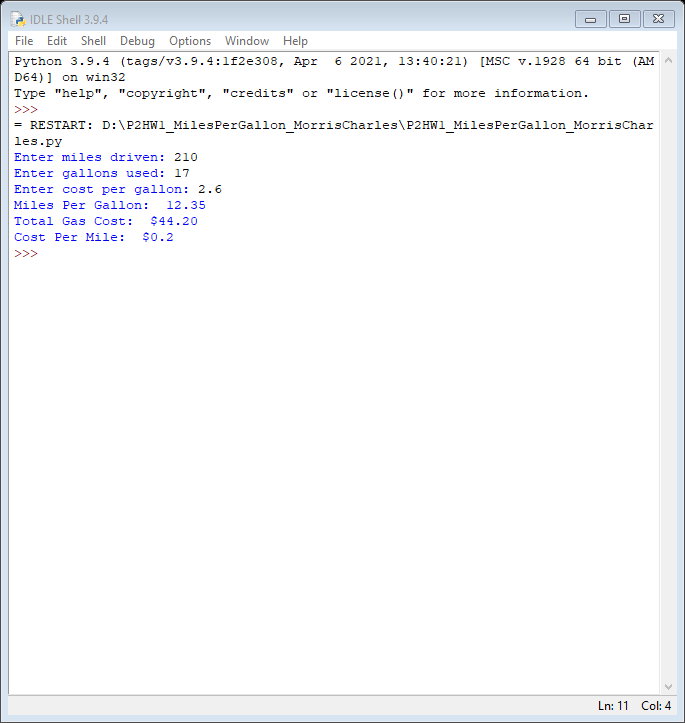 IDLE Shell 3.9.4
File Edit Shell Debug Options Window Help
Python 3.9.4 (tags/v3.9.4:1f2e308, Apr  6 2021, 13:40:21) [MSC v.1928 64 bit (AM
D64)] on win32
Type "help", "copyright", "credits" or "license()" for more information.
>>>
= RESTART: D:\P2HW1_MilesPerGallon_MorrisCharles\P2HW1_MilesPerGallon_MorrisChar
les.py
Enter miles driven: 210
Enter gallons used: 17
Enter cost per gallon: 2.6
Miles Per Gallon:  12.35
Total Gas Cost:  $44.20
Cost Per Mile:  $0.2
>>>
Ln: 11 Col: 4